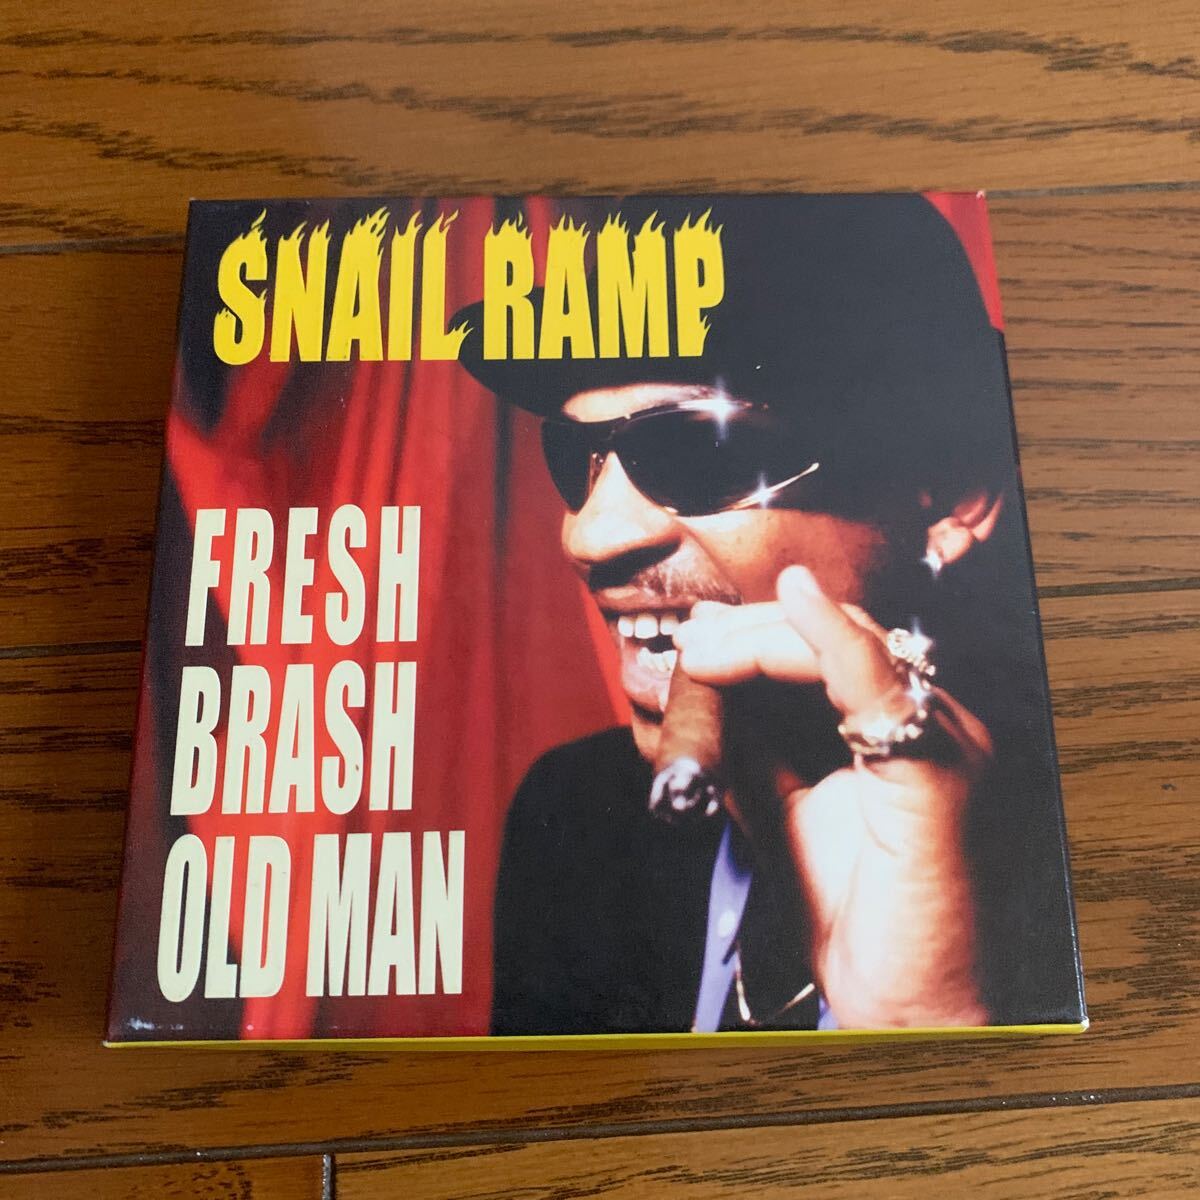 SNAIL RAMP
FRESH
BRASH
OLD MAN